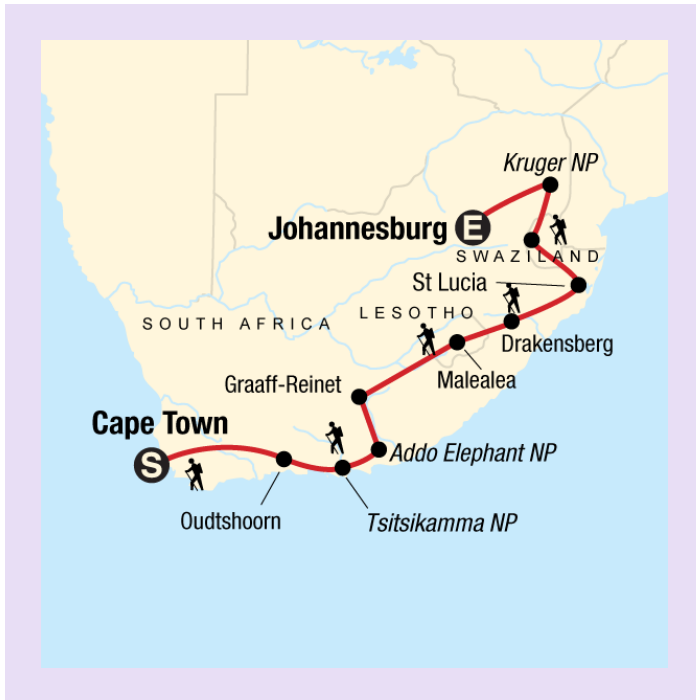 Kruger NP
Johannesburg E
SWAZILAND
St Lucia
LESOTHO
SOUTH AFRICA
Drakensberg
Malealea
Graaff-Reinet
Cape Town
S
Addo Elephant NP
Oudtshoorn
Tsitsikamma NP